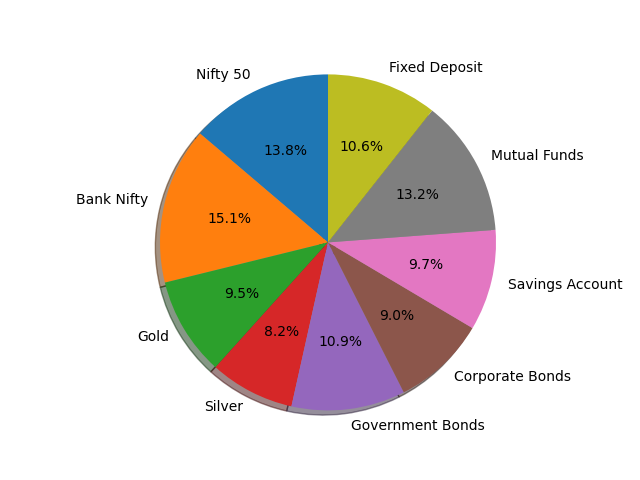 Fixed Deposit
Nifty 50
10.6%
13.8%
Mutual Funds
13.2%
Bank Nifty
15.1%
9.7%
Savings Account
9.5%
9.0%
Gold
8.2%
10.9%
Corporate Bonds
Silver
Government Bonds